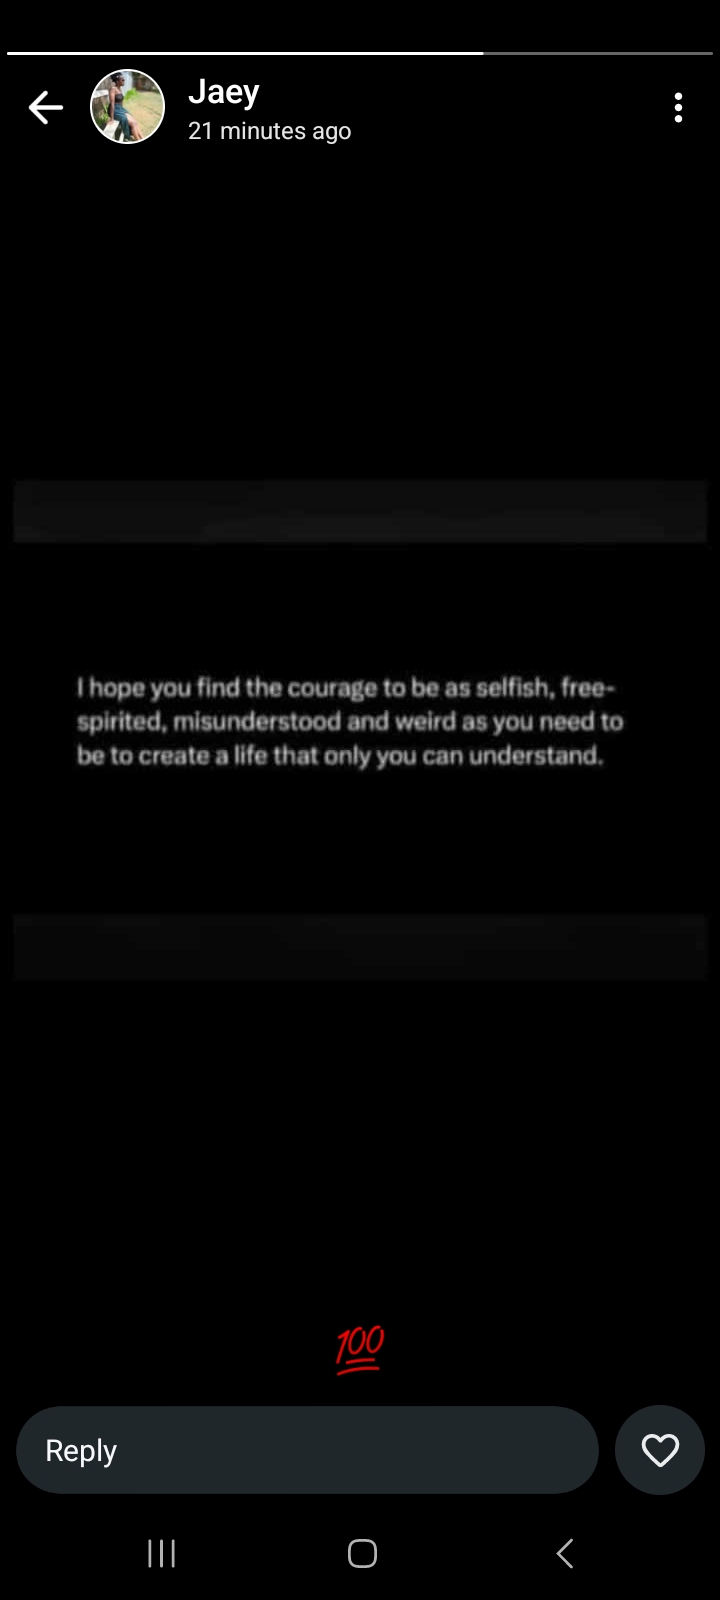 Jaey
21 minutes ago
I hope you find the courage to be as selfish, free-
spirited, misunderstood and weird as you need to
be to create a life that only you can understand.
💯
Reply